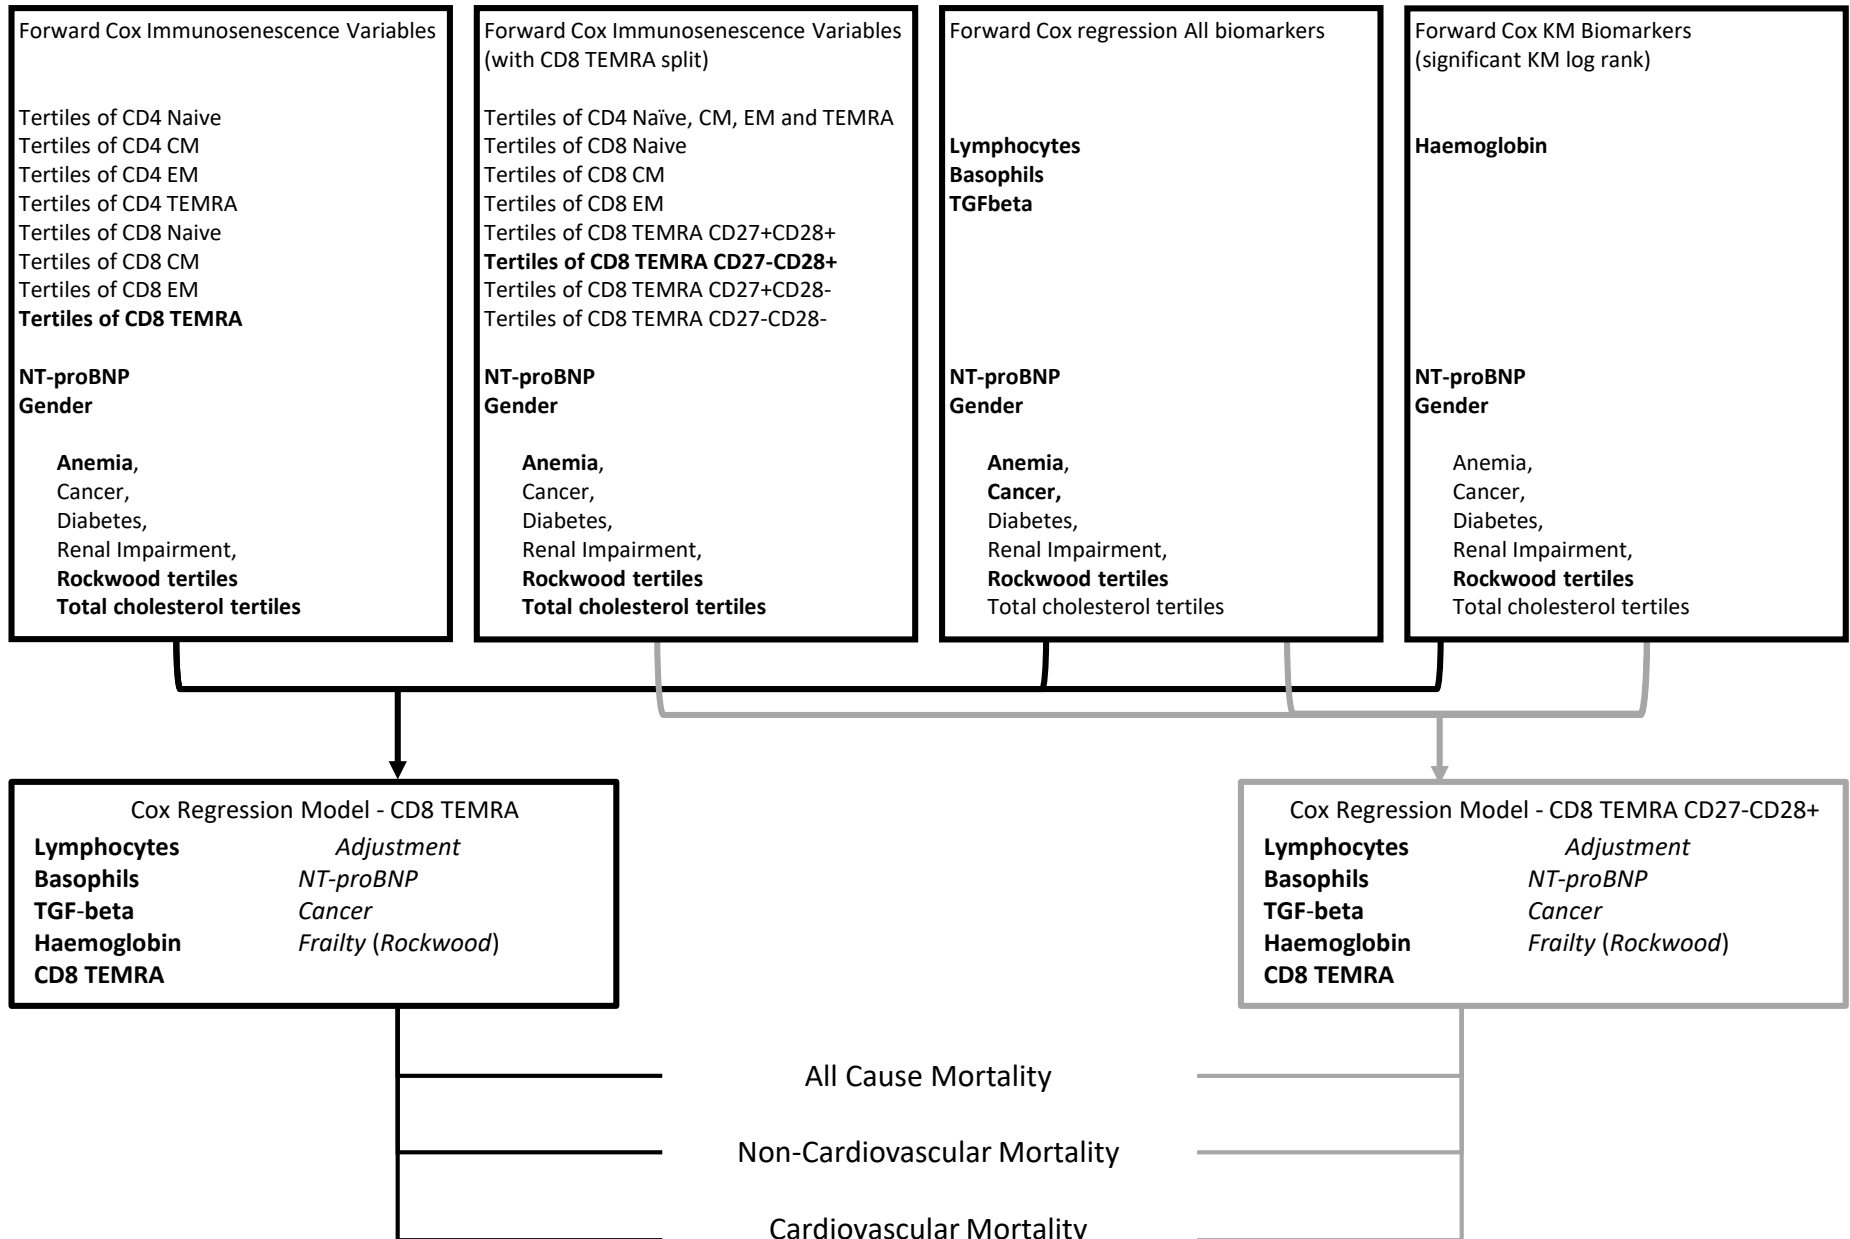 Forward Cox Immunosenescence Variables
Tertiles of CD4 Naive
Tertiles of CD4 CM
Tertiles of CD4 EM
Tertiles of CD4 TEMRA
Tertiles of CD8 Naive
Tertiles of CD8 CM
Tertiles of CD8 EM
Tertiles of CD8 TEMRA
NT-proBNP
Gender
Anemia,
Cancer,
Diabetes,
Renal Impairment,
Rockwood tertiles
Total cholesterol tertiles
Forward Cox Immunosenescence Variables
(with CD8 TEMRA split)
Tertiles of CD4 Naïve, CM, EM and TEMRA
Tertiles of CD8 Naive
Tertiles of CD8 CM
Tertiles of CD8 EM
Tertiles of CD8 TEMRA CD27+CD28+
Tertiles of CD8 TEMRA CD27-CD28+
Tertiles of CD8 TEMRA CD27+CD28-
Tertiles of CD8 TEMRA CD27-CD28-
NT-proBNP
Gender
Anemia,
Cancer,
Diabetes,
Renal Impairment,
Rockwood tertiles
Total cholesterol tertiles
Forward Cox regression All biomarkers
Lymphocytes
Basophils
TGFbeta
NT-proBNP
Gender
Anemia,
Cancer,
Diabetes,
Renal Impairment,
Rockwood tertiles
Total cholesterol tertiles
Forward Cox KM Biomarkers
(significant KM log rank)
Haemoglobin
NT-proBNP
Gender
Anemia,
Cancer,
Diabetes,
Renal Impairment,
Rockwood tertiles
Total cholesterol tertiles
Cox Regression Model - CD8 TEMRA
Lymphocytes Adjustment
Basophils NT-proBNP
TGF-beta Cancer
Haemoglobin Frailty (Rockwood)
CD8 TEMRA
Cox Regression Model - CD8 TEMRA CD27-CD28+
Lymphocytes Adjustment
Basophils NT-proBNP
TGF-beta Cancer
Haemoglobin Frailty (Rockwood)
CD8 TEMRA
All Cause Mortality
Non-Cardiovascular Mortality
Cardiovascular Mortality